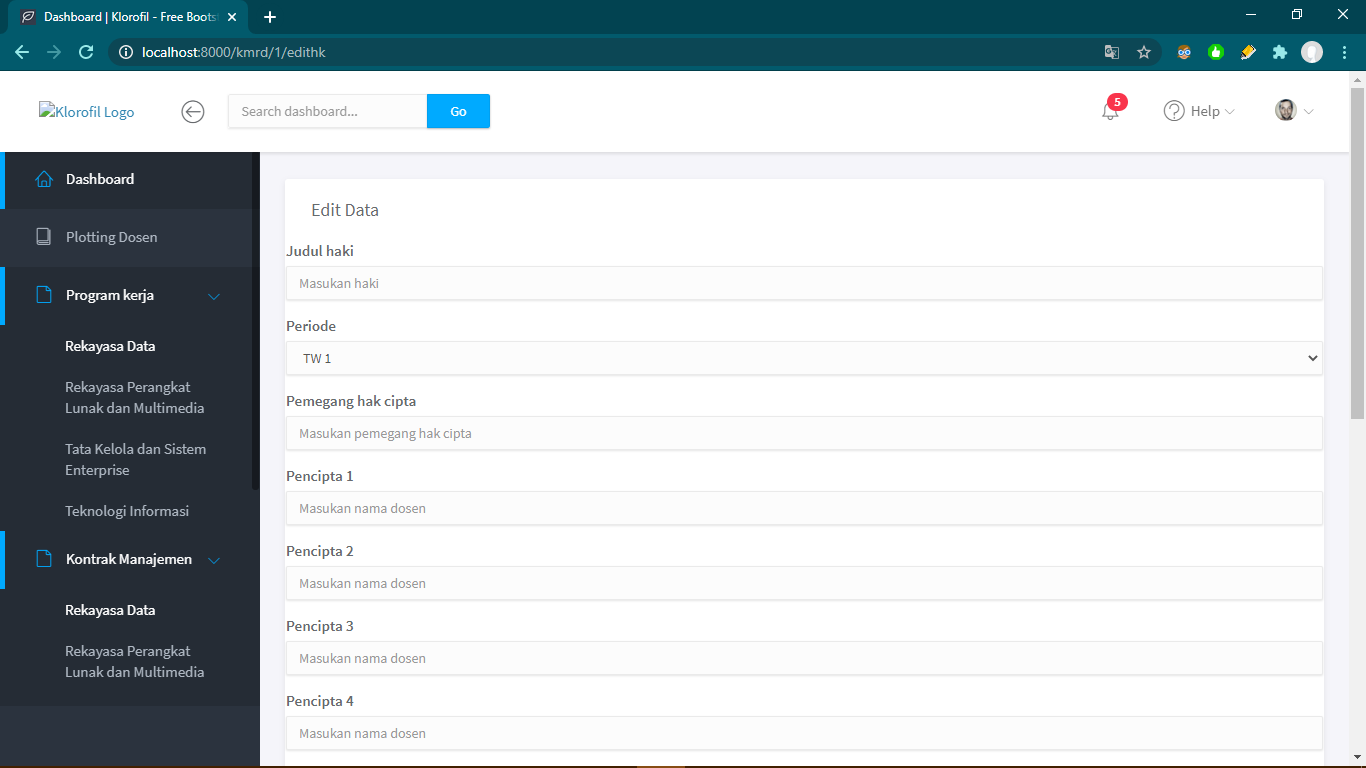 Dashboard | Klorofil - Free Boots
localhost:8000/kmrd/1/edithk
Klorofil Logo
Search dashboard...
Go
5
Help
Dashboard
Plotting Dosen
Program kerja
Rekayasa Data
Rekayasa Perangkat
Lunak dan Multimedia
Tata Kelola dan Sistem
Enterprise
Teknologi Informasi
Kontrak Manajemen
Rekayasa Data
Rekayasa Perangkat
Lunak dan Multimedia
Edit Data
Judul haki
Masukan haki
Periode
TW 1
Pemegang hak cipta
Masukan pemegang hak cipta
Pencipta 1
Masukan nama dosen
Pencipta 2
Masukan nama dosen
Pencipta 3
Masukan nama dosen
Pencipta 4
Masukan nama dosen